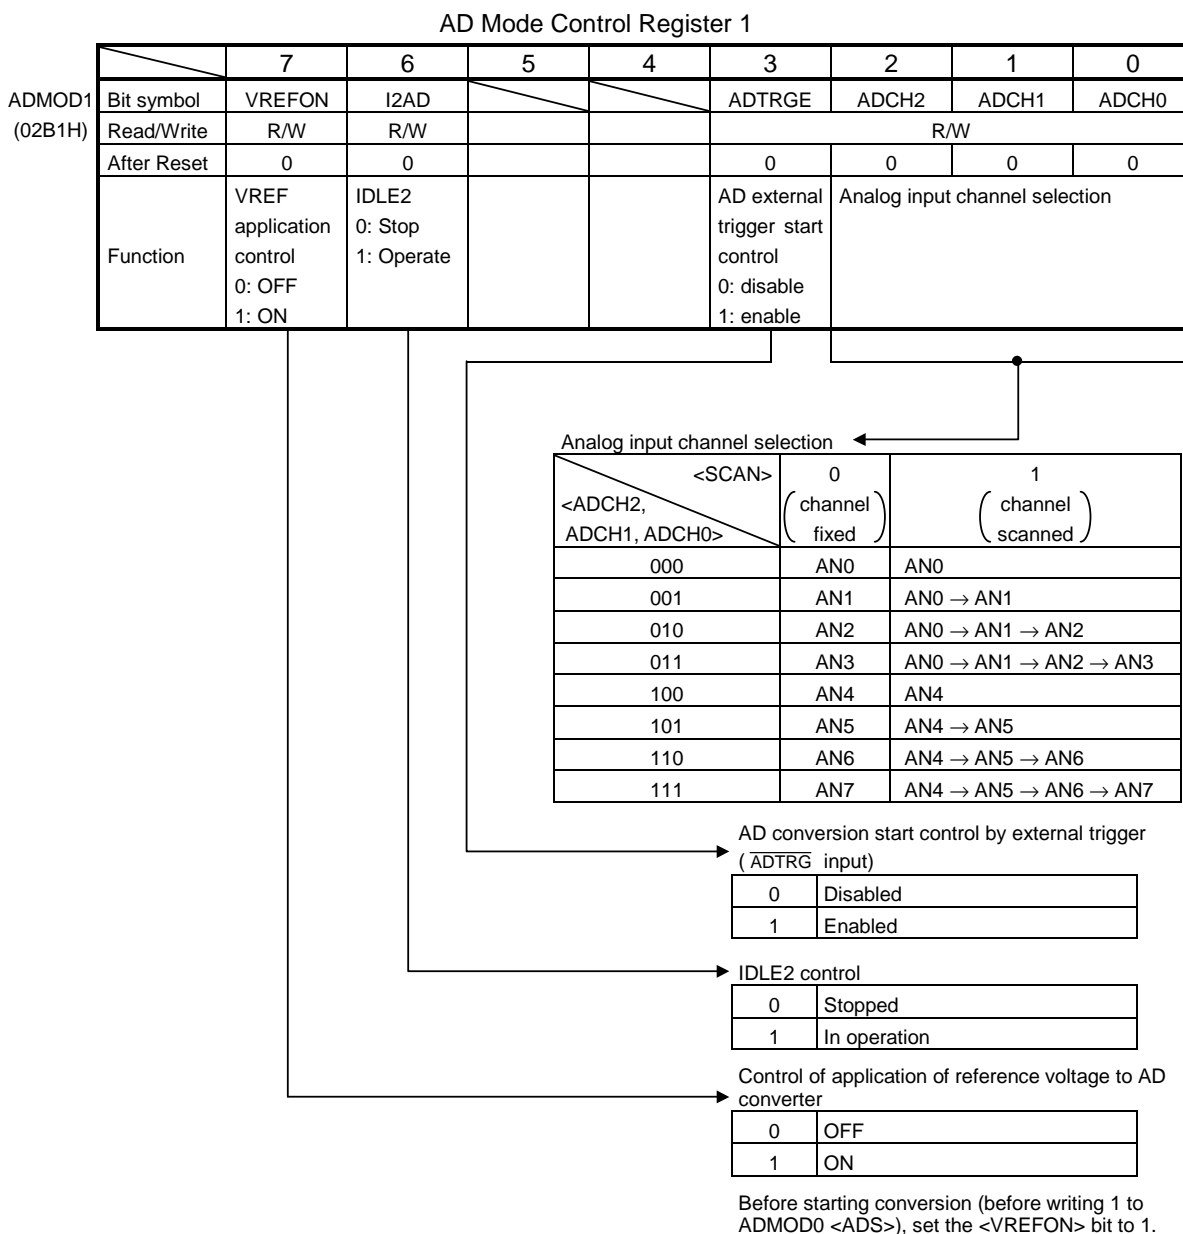 AD Mode Control Register 1
7 6 5 4 3 2 1 0
ADMOD1 Bit symbol VREFON I2AD ADTRGE ADCH2 ADCH1 ADCH0
(02B1H) Read/Write R/W R/W R/W
After Reset 0 0 0 0 0 0
Function
VREF
application
control
0: OFF
1: ON
IDLE2
0: Stop
1: Operate
AD external
trigger start
control
0: disable
1: enable
Analog input channel selection
Analog input channel selection
<SCAN> 0 1
<ADCH2,
ADCH1, ADCH0>
(channel
fixed)
(channel
scanned)
000 AN0 AN0
001 AN1 AN0 → AN1
010 AN2 AN0 → AN1 → AN2
011 AN3 AN0 → AN1 → AN2 → AN3
100 AN4 AN4
101 AN5 AN4 → AN5
110 AN6 AN4 → AN5 → AN6
111 AN7 AN4 → AN5 → AN6 → AN7
AD conversion start control by external trigger
( ADTRG input)
0 Disabled
1 Enabled
IDLE2 control
0 Stopped
1 In operation
Control of application of reference voltage to AD
converter
0 OFF
1 ON
Before starting conversion (before writing 1 to
ADMOD0 <ADS>), set the <VREFON> bit to 1.